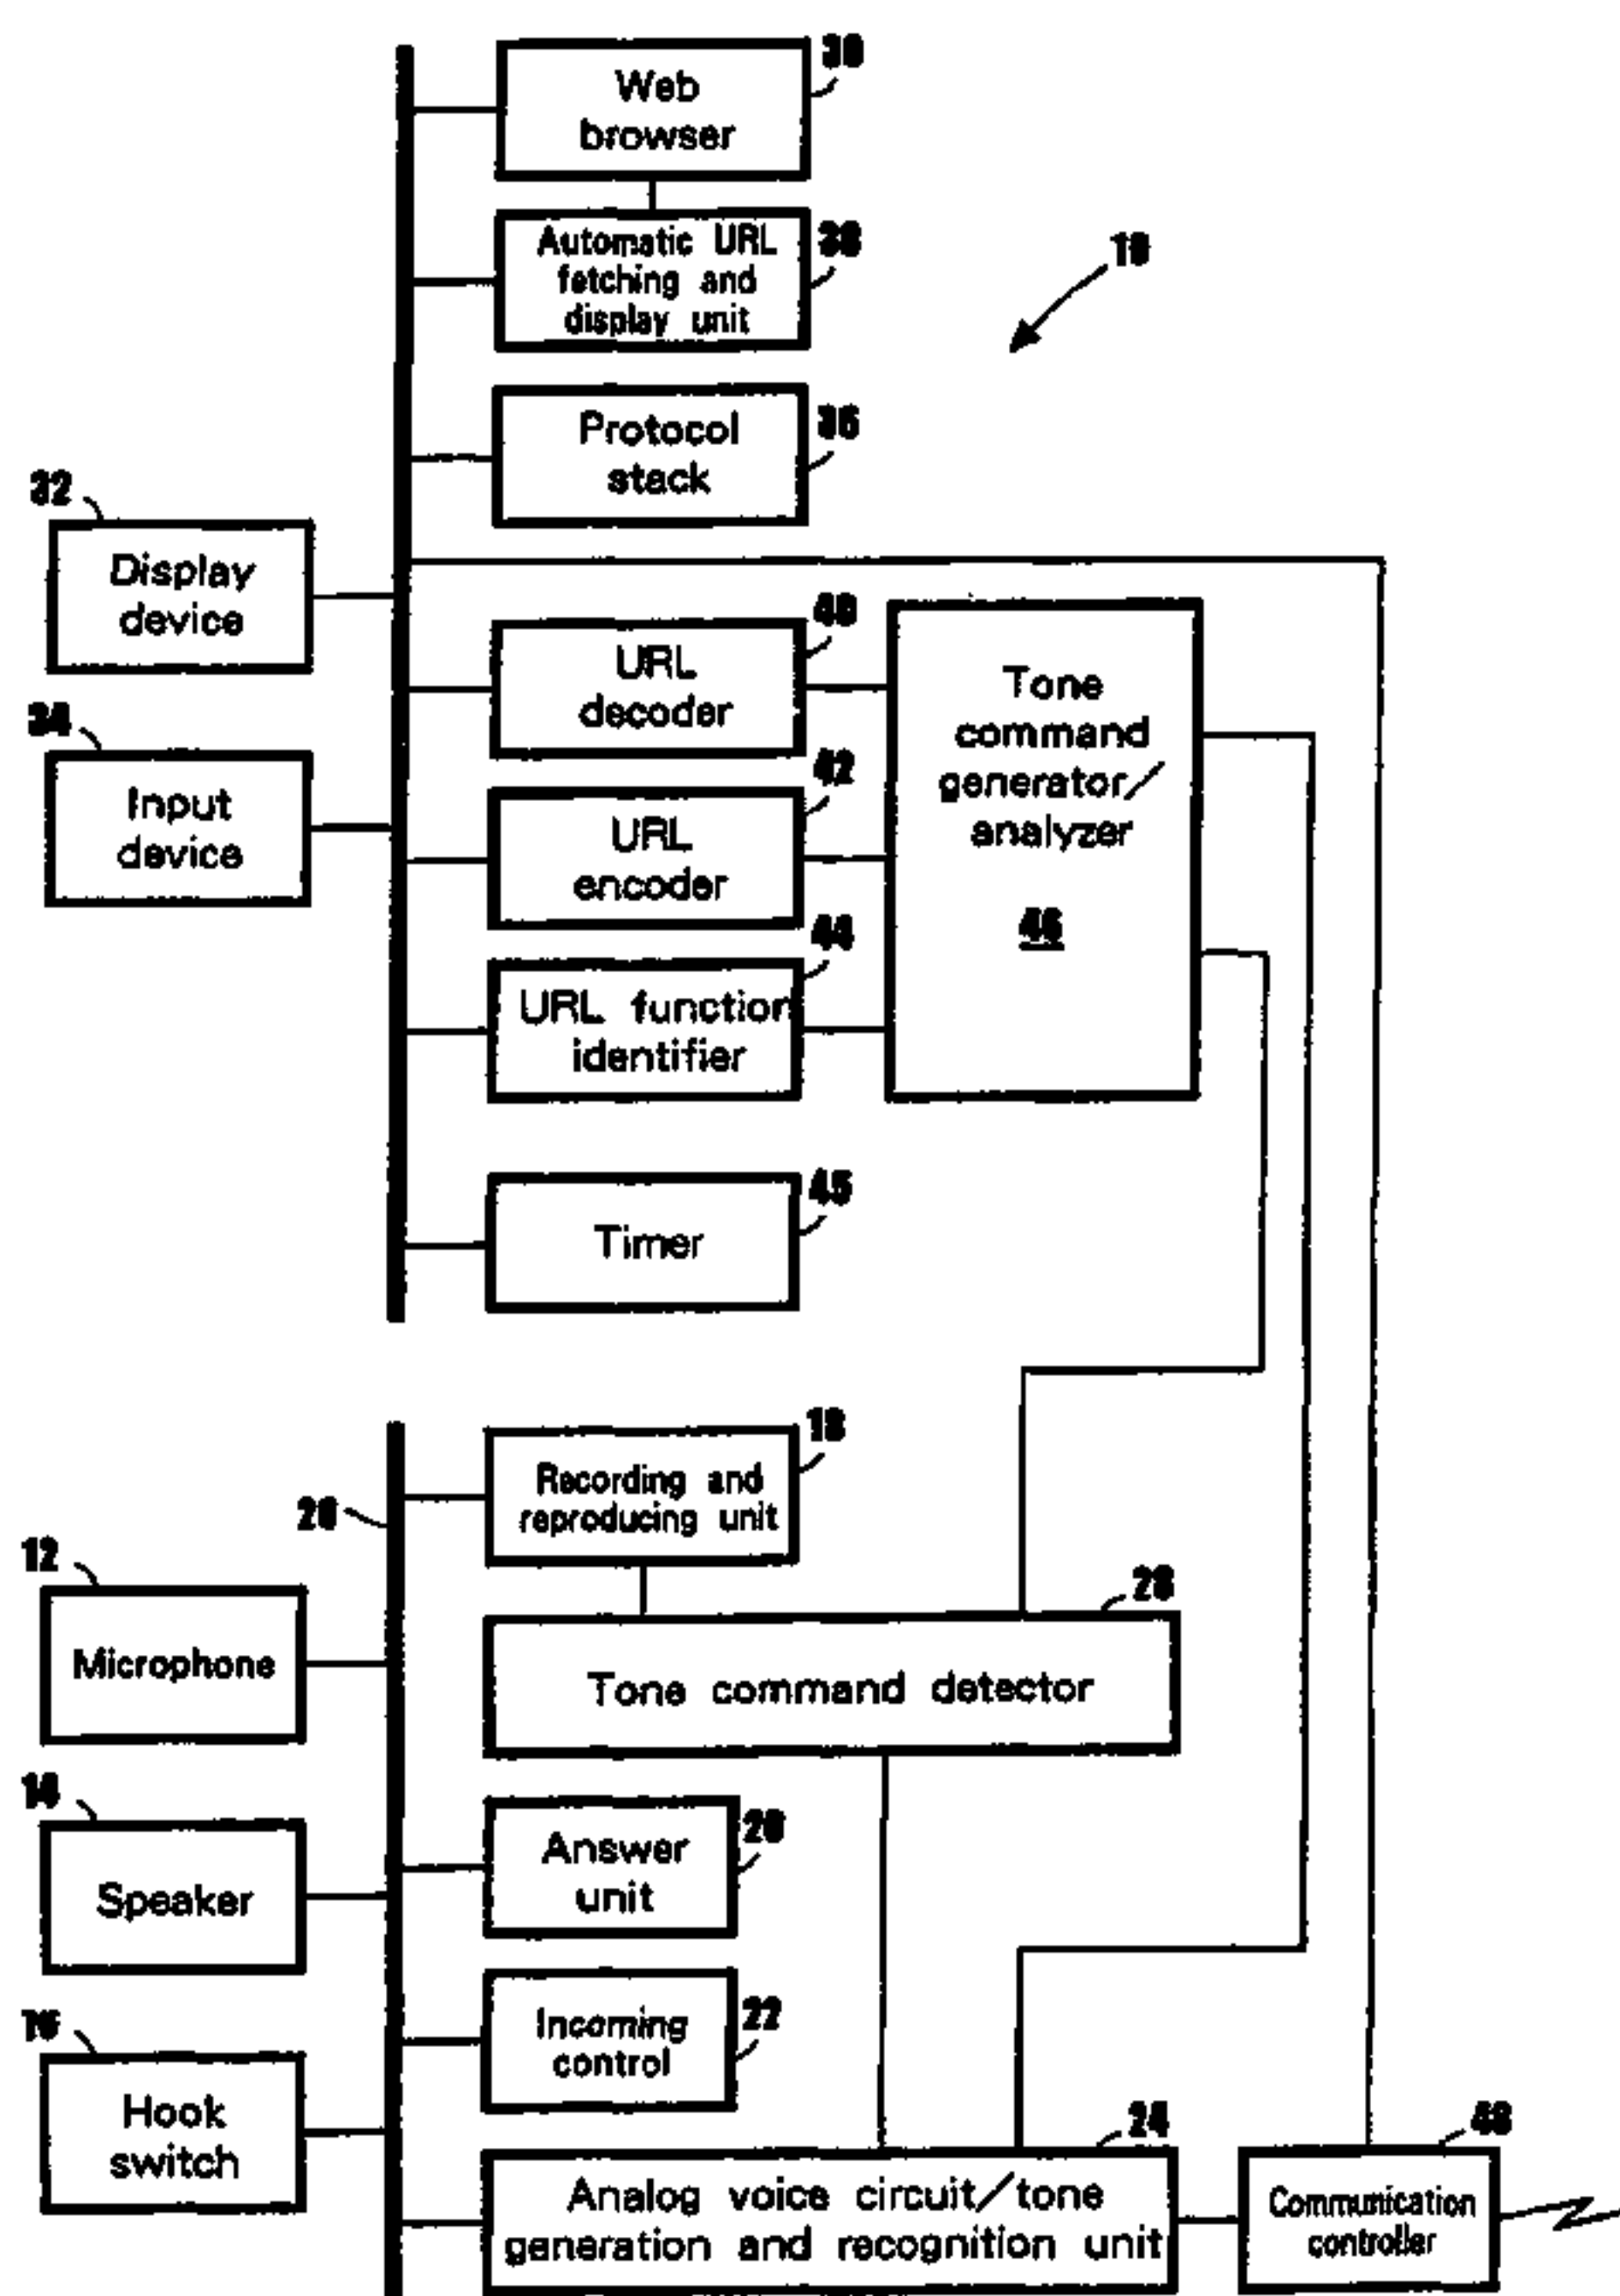 30
Web
browser
Automatic URL
fetching and
display unit
38
10
Protocol
stack
36
32
Display
device
40
URL
decoder
Tone
command
generator/
analyzer
46
34
Input
device
42
URL
encoder
44
URL function
identifier
45
Timer
18
Recording and
reproducing unit
12
Microphone
Tone command detector
14
Speaker
Answer
unit
20
16
Hook
switch
Incoming
control
22
24
Analog voice circuit/tone
generation and recognition unit
48
Communication
controller